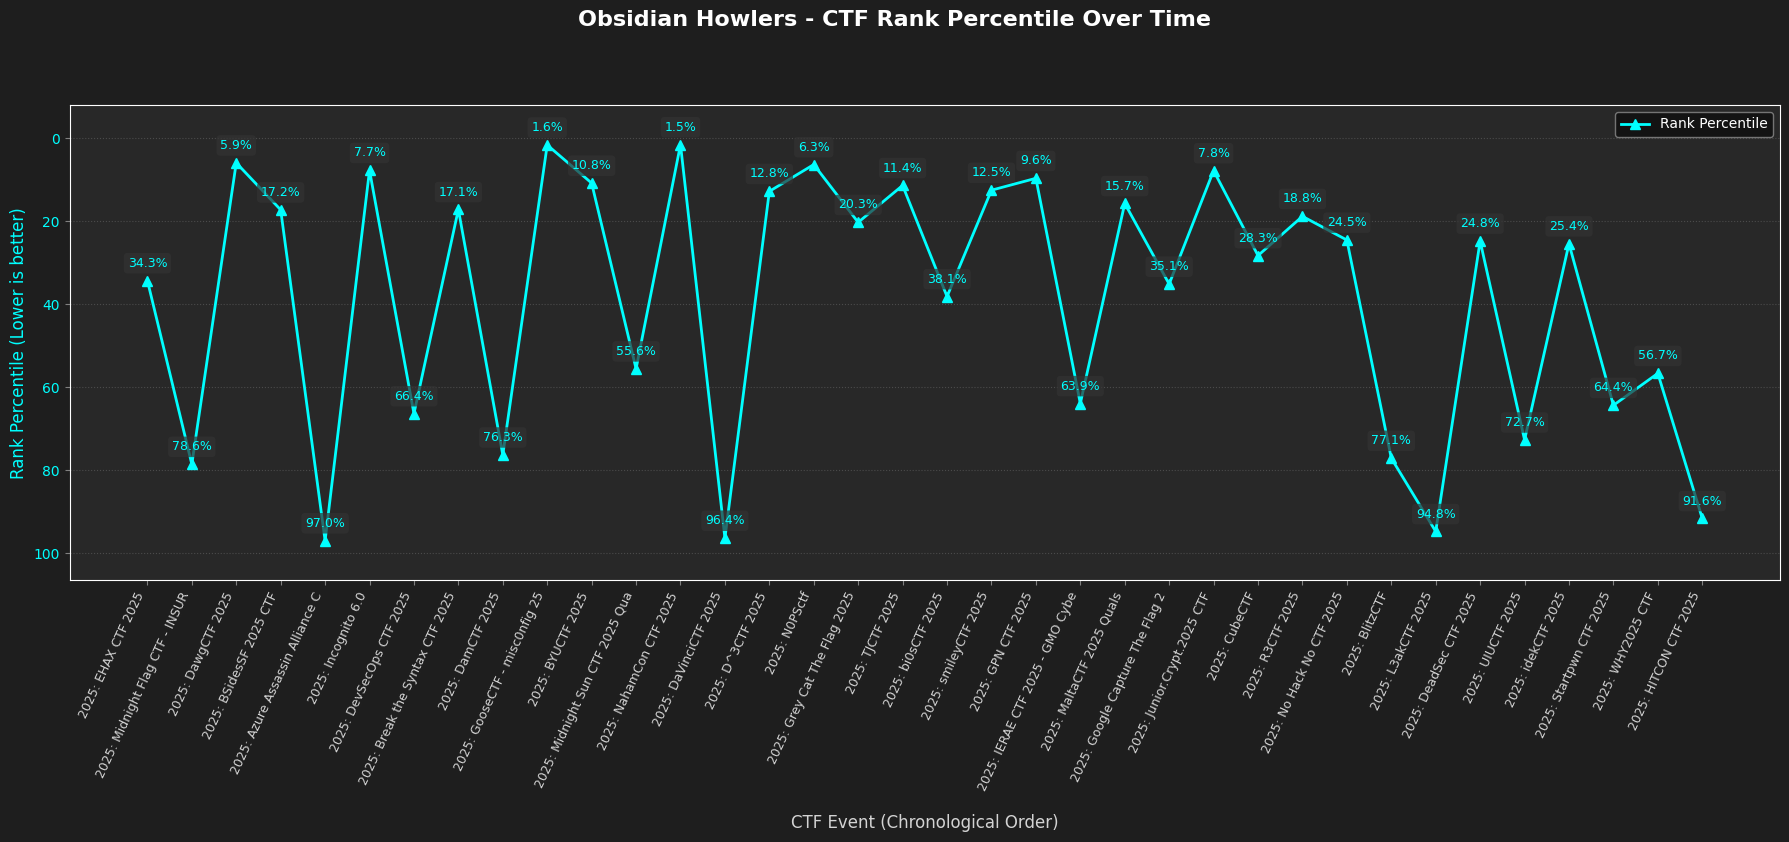 Obsidian Howlers - CTF Rank Percentile Over Time
Rank Percentile
Rank Percentile (Lower is better)
0
20
40
60
80
100
34.3%
78.6%
5.9%
17.2%
97.0%
7.7%
66.4%
17.1%
76.3%
1.6%
10.8%
55.6%
1.5%
96.4%
12.8%
6.3%
20.3%
11.4%
38.1%
12.5%
9.6%
63.9%
15.7%
35.1%
7.8%
28.3%
18.8%
24.5%
77.1%
94.8%
24.8%
72.7%
25.4%
64.4%
56.7%
91.6%
2025: EHAX CTF 2025
2025: Midnight Flag CTF - INSUR
2025: DawgCTF 2025
2025: BSidesSF 2025 CTF
2025: Azure Assassin Alliance C
2025: Incognito 6.0
2025: DevSecOps CTF 2025
2025: Break the Syntax CTF 2025
2025: DamCTF 2025
2025: GooseCTF - misc0nfig 25
2025: BYUCTF 2025
2025: Midnight Sun CTF 2025 Qua
2025: NahamCon CTF 2025
2025: DaVinciCTF 2025
2025: D^3CTF 2025
2025: N0PSctf
2025: Grey Cat The Flag 2025
2025: TJCTF 2025
2025: bi0sCTF 2025
2025: smileyCTF 2025
2025: GPN CTF 2025
2025: IERAE CTF 2025 - GMO Cybe
2025: MaltaCTF 2025 Quals
2025: Google Capture The Flag 2
2025: Junior.Crypt.2025 CTF
2025: CubeCTF
2025: R3CTF 2025
2025: No Hack No CTF 2025
2025: BlitzCTF
2025: L3akCTF 2025
2025: DeadSec CTF 2025
2025: UIUCTF 2025
2025: idekCTF 2025
2025: Startpwn CTF 2025
2025: WHY2025 CTF
2025: HITCON CTF 2025
CTF Event (Chronological Order)